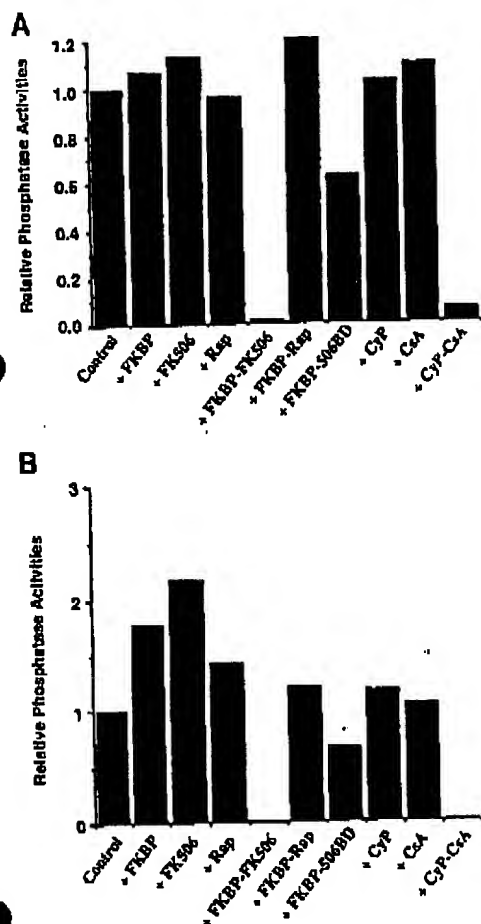 A
Relative Phosphatase Activities
1.2
1.0
0.8
0.6
0.4
0.2
0.0
Control
+ FKBP
+ FK506
+ Rap
+ FKBP-FK506
+ FKBP-Rap
+ FKBP-506BD
+ CyP
+ CsA
+ CyP-CsA
B
Relative Phosphatase Activities
3
2
1
0
Control
+ FKBP
+ FK506
+ Rap
+ FKBP-FK506
+ FKBP-Rap
+ FKBP-506BD
+ CyP
+ CsA
+ CyP-CsA